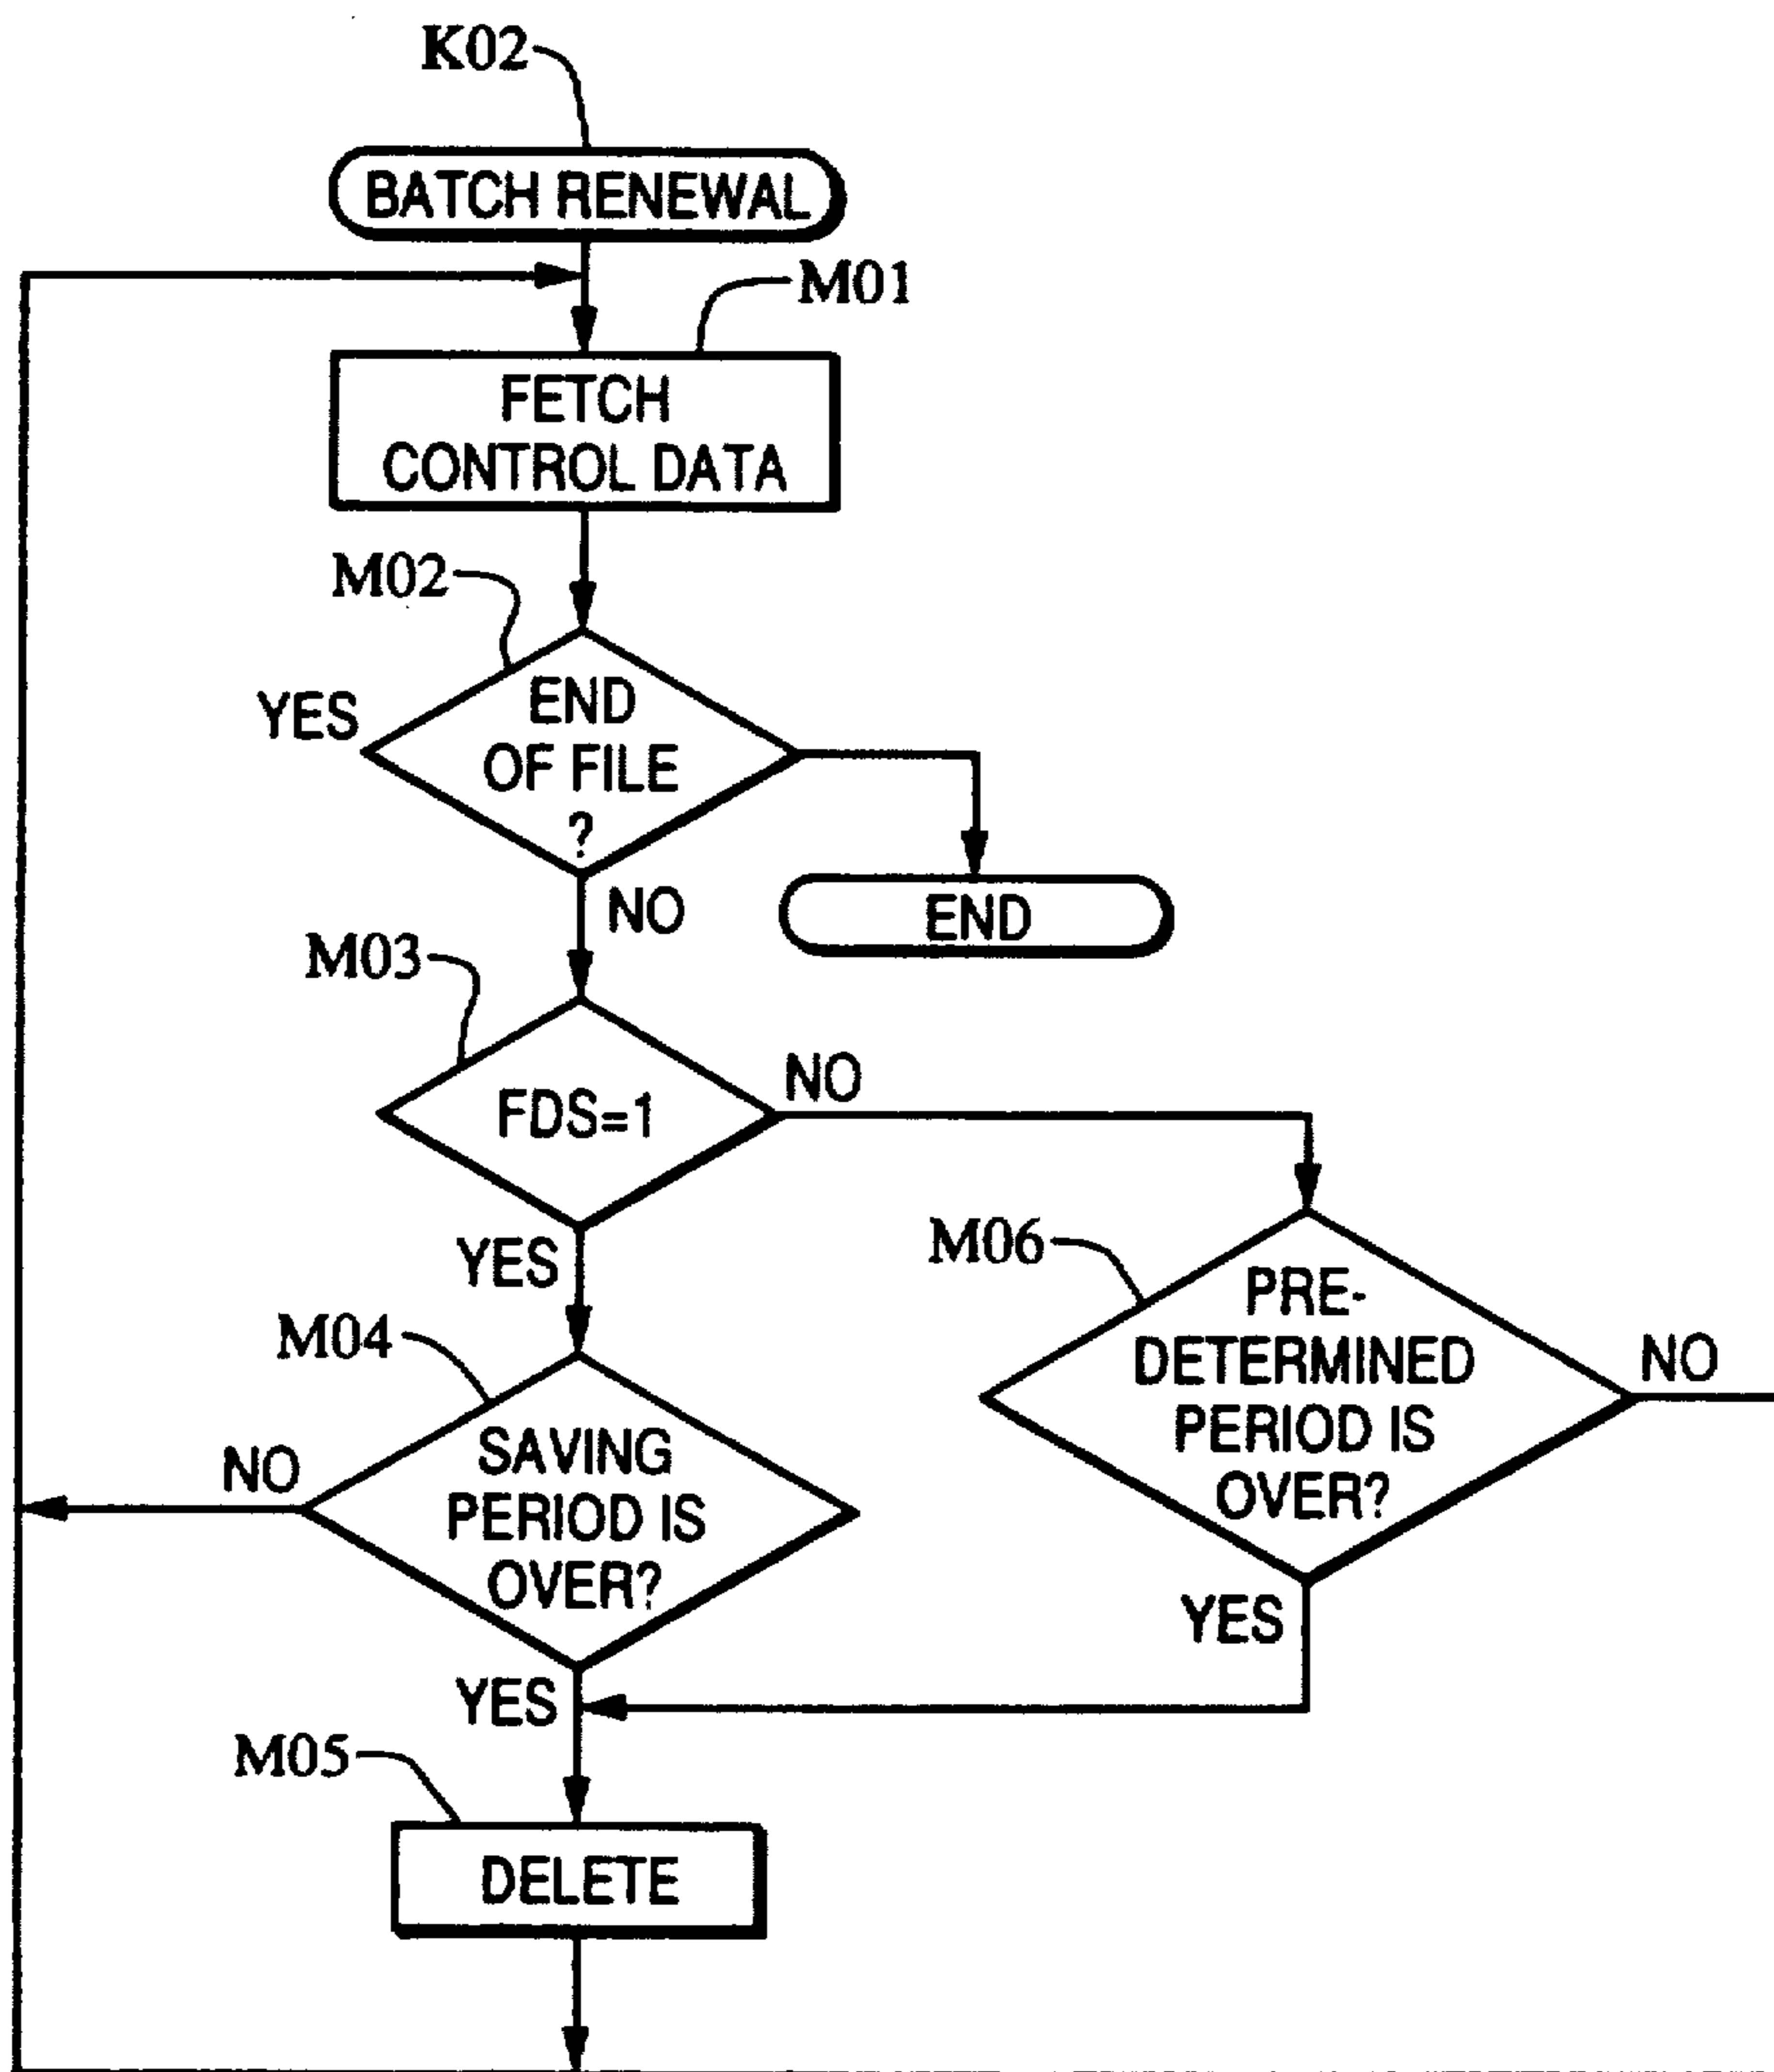 K02
BATCH RENEWAL
M01
FETCH
CONTROL DATA
M02
YES
END
OF FILE
?
NO
END
M03
FDS=1
NO
YES
M06
PRE-
DETERMINED
PERIOD IS
OVER?
NO
YES
M04
NO
SAVING
PERIOD IS
OVER?
YES
M05
DELETE